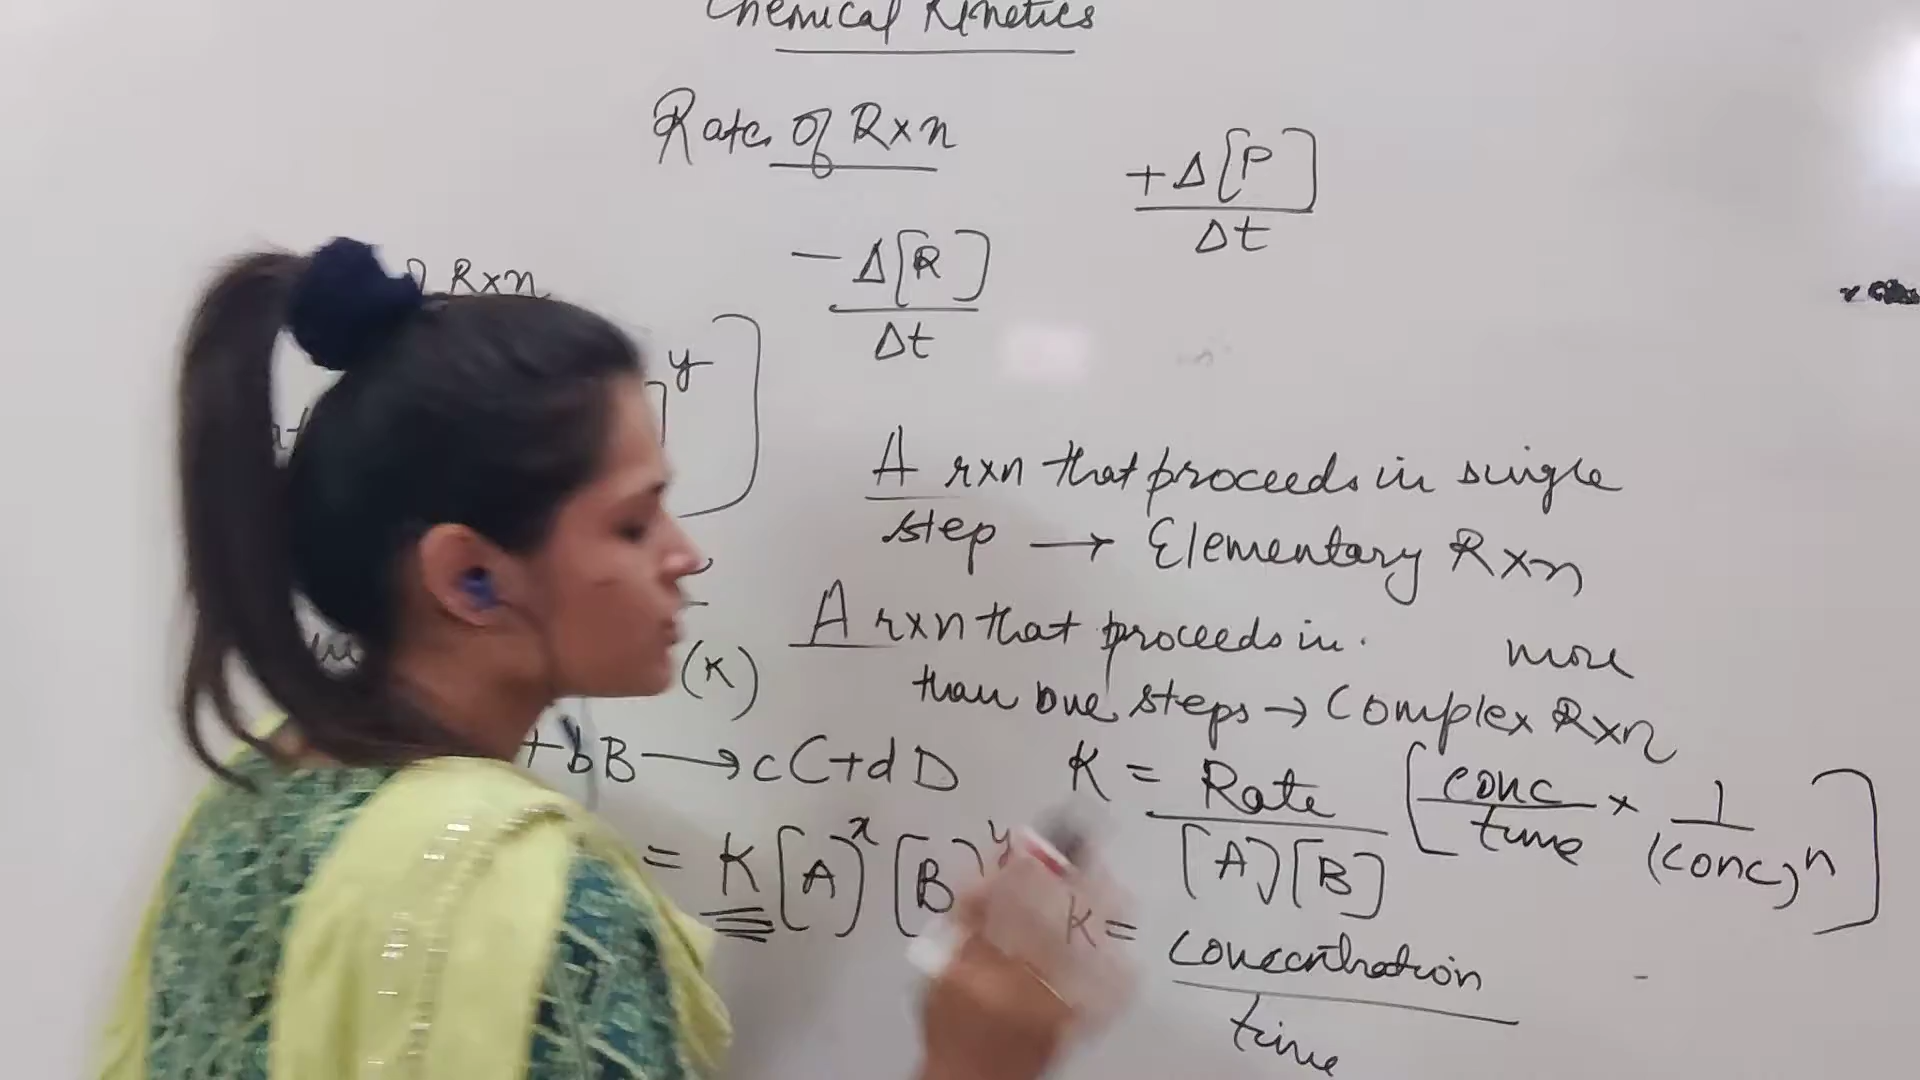 Chemical Kinetics
Rate of Rxn
+Δ[P]
Δt
-Δ[R]
Δt
Rxn
]y ]
A rxn that proceeds in single
step → Elementary Rxn
A rxn that proceeds in. more
than one steps → Complex Rxn
(K)
+bB → cC+dD
= K[A]x [B]y
K = Rate [conc × 1 ]
[A][B] time (conc)n
K = concentration
time